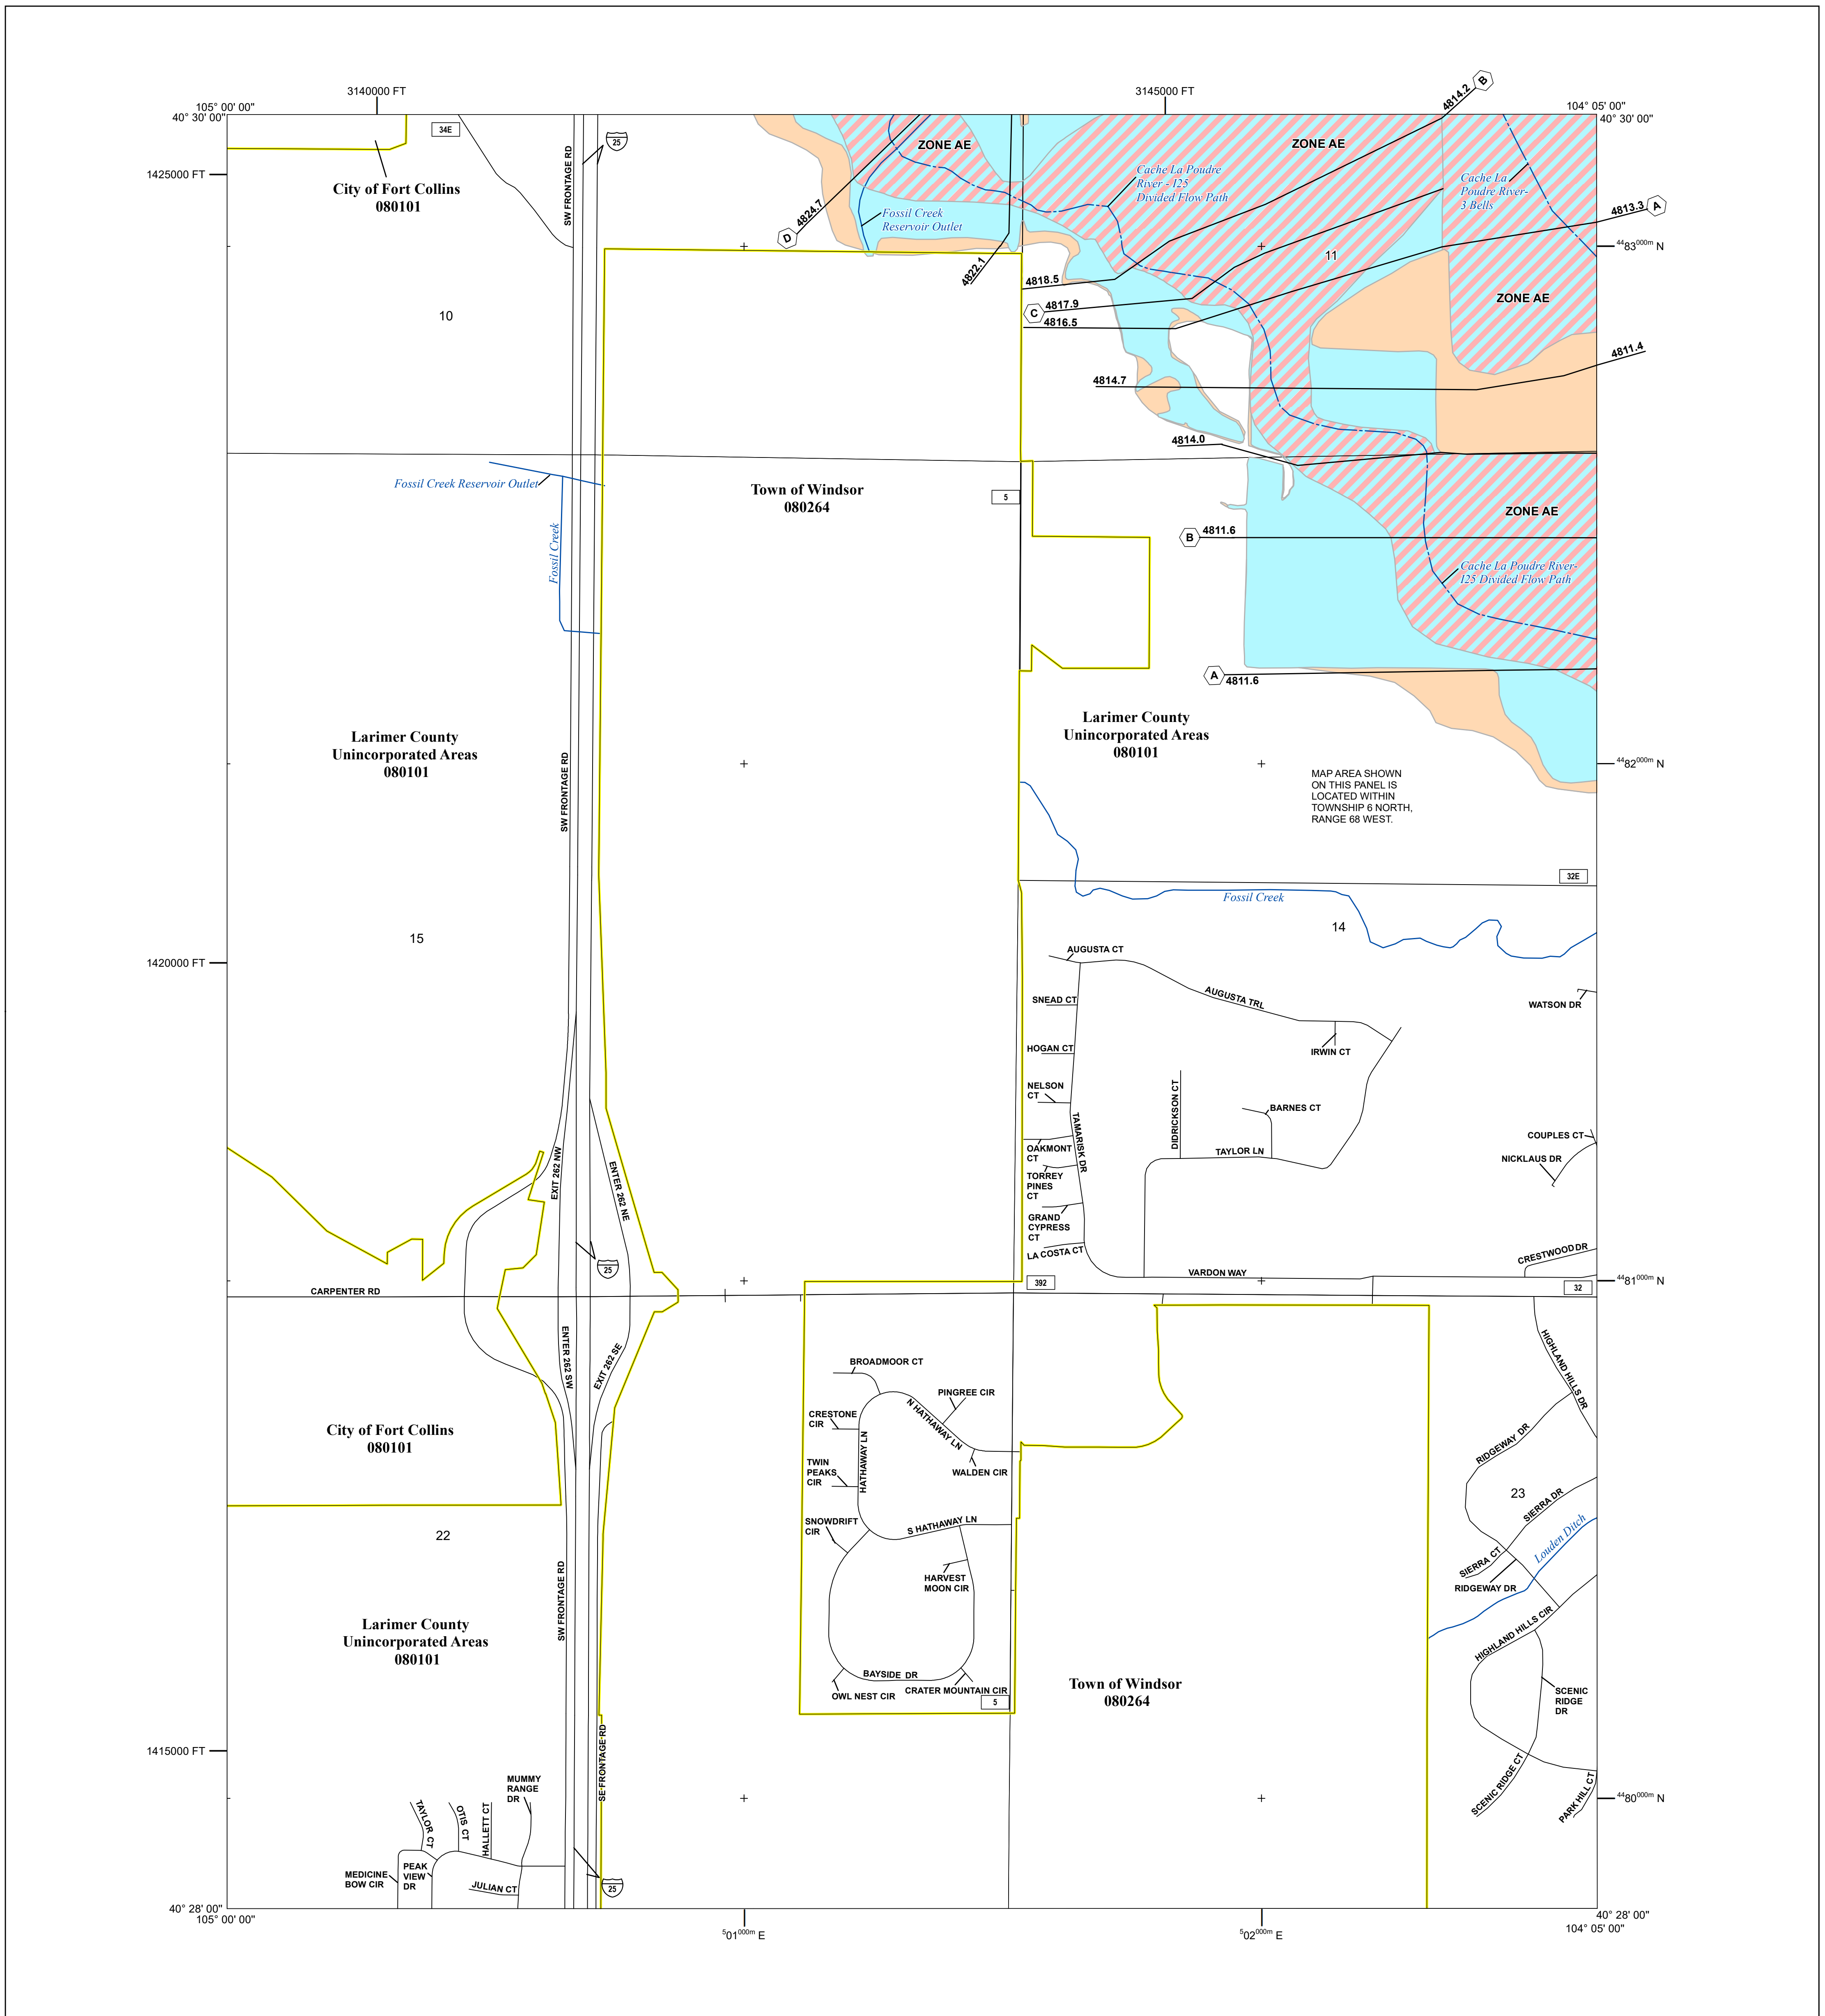 3140000 FT
3145000 FT
105° 00' 00"
40° 30' 00"
104° 05' 00"
40° 30' 00"
34E
25
City of Fort Collins
080101
1425000 FT
SW FRONTAGE RD
ZONE AE
ZONE AE
4814.2
B
Cache La Poudre
River - I25
Divided Flow Path
Cache La
Poudre River-
3 Bells
4824.7
D
Fossil Creek
Reservoir Outlet
4813.3
A
4483000m N
4822.1
11
4818.5
C
4817.9
4816.5
ZONE AE
10
4811.4
4814.7
4814.0
Fossil Creek Reservoir Outlet
Town of Windsor
080264
5
ZONE AE
Fossil Creek
B
4811.6
Cache La Poudre River-
I25 Divided Flow Path
A
4811.6
Larimer County
Unincorporated Areas
080101
SW FRONTAGE RD
Larimer County
Unincorporated Areas
080101
4482000m N
MAP AREA SHOWN
ON THIS PANEL IS
LOCATED WITHIN
TOWNSHIP 6 NORTH,
RANGE 68 WEST.
32E
Fossil Creek
14
15
1420000 FT
AUGUSTA CT
SNEAD CT
AUGUSTA TRL
WATSON DR
HOGAN CT
IRWIN CT
NELSON
CT
DIDRICKSON CT
BARNES CT
TAMARISK DR
OAKMONT
CT
TAYLOR LN
COUPLES CT
NICKLAUS DR
TORREY
PINES
CT
EXIT 262 NW
ENTER 262 NE
GRAND
CYPRESS
CT
LA COSTA CT
CRESTWOOD DR
25
VARDON WAY
392
32
4481000m N
CARPENTER RD
ENTER 262 SW
EXIT 262 SE
BROADMOOR CT
PINGREE CIR
HIGHLAND HILLS DR
CRESTONE
CIR
N HATHAWAY LN
City of Fort Collins
080101
HATHAWAY LN
RIDGEWAY DR
TWIN
PEAKS
CIR
WALDEN CIR
23
SIERRA DR
SNOWDRIFT
CIR
S HATHAWAY LN
22
Louden Ditch
SIERRA CT
HARVEST
MOON CIR
RIDGEWAY DR
SW FRONTAGE RD
Larimer County
Unincorporated Areas
080101
HIGHLAND HILLS CIR
BAYSIDE DR
OWL NEST CIR
CRATER MOUNTAIN CIR
5
Town of Windsor
080264
SCENIC
RIDGE
DR
1415000 FT
SE FRONTAGE RD
MUMMY
RANGE
DR
SCENIC RIDGE CT
PARK HILL CT
4480000m N
TAYLOR CT
OTIS CT
HALLETT CT
MEDICINE
BOW CIR
PEAK
VIEW
DR
JULIAN CT
25
40° 28' 00"
105° 00' 00"
40° 28' 00"
104° 05' 00"
501000m E
502000m E